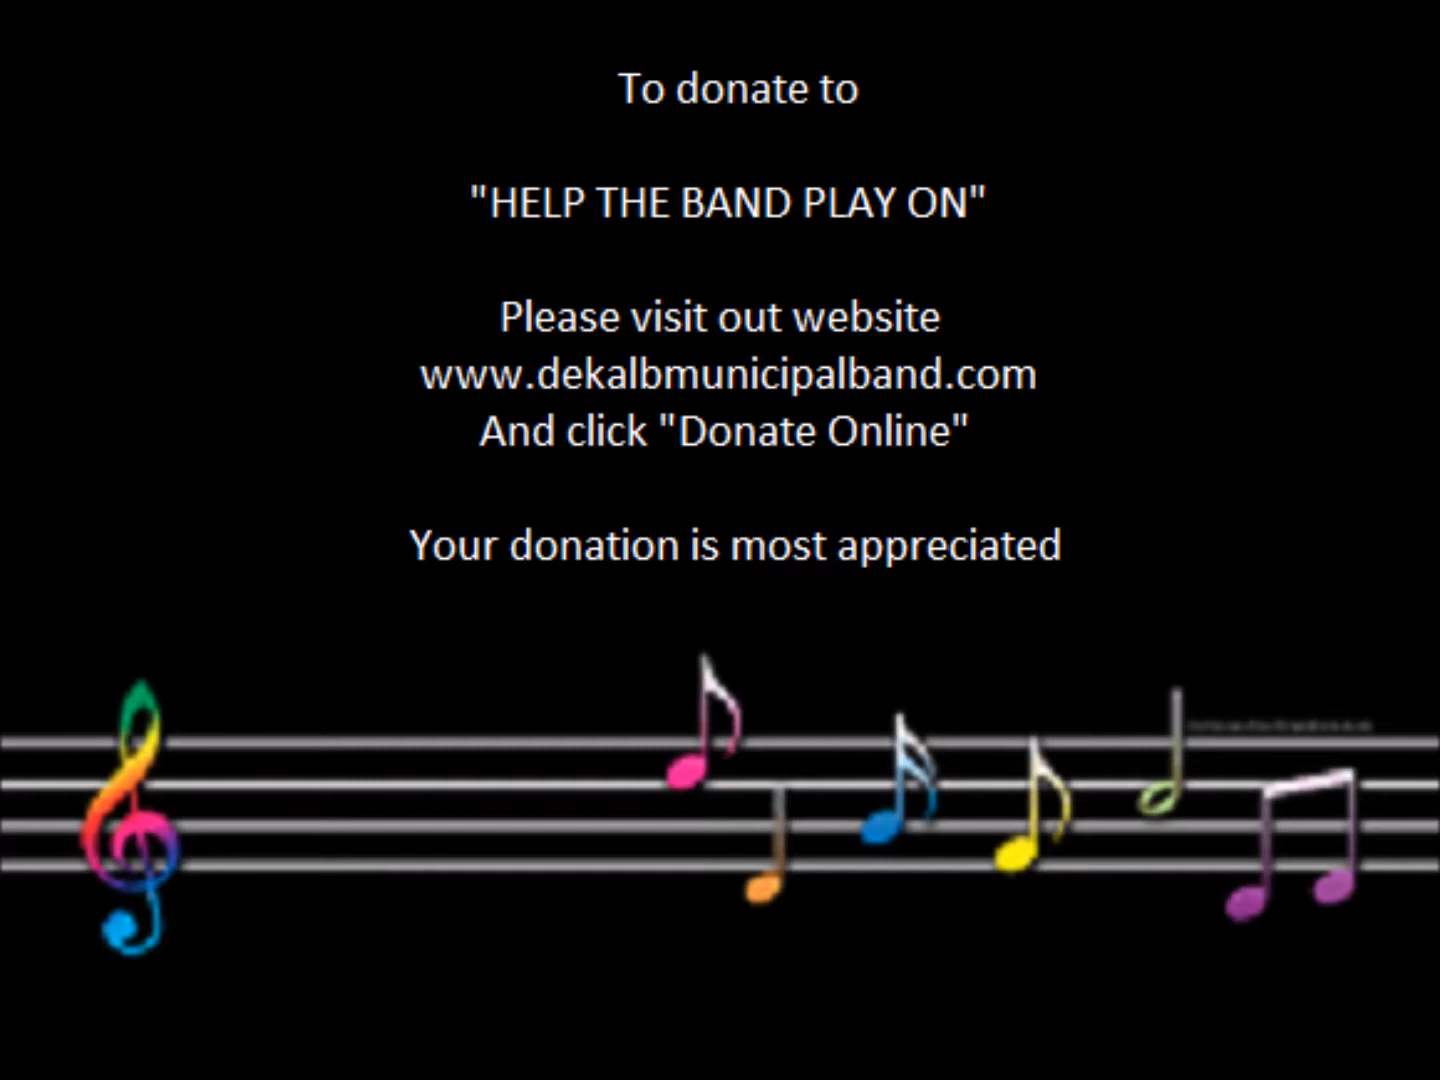 To donate to
"HELP THE BAND PLAY ON"
Please visit out website
www.dekalbmunicipalband.com
And click "Donate Online"
Your donation is most appreciated